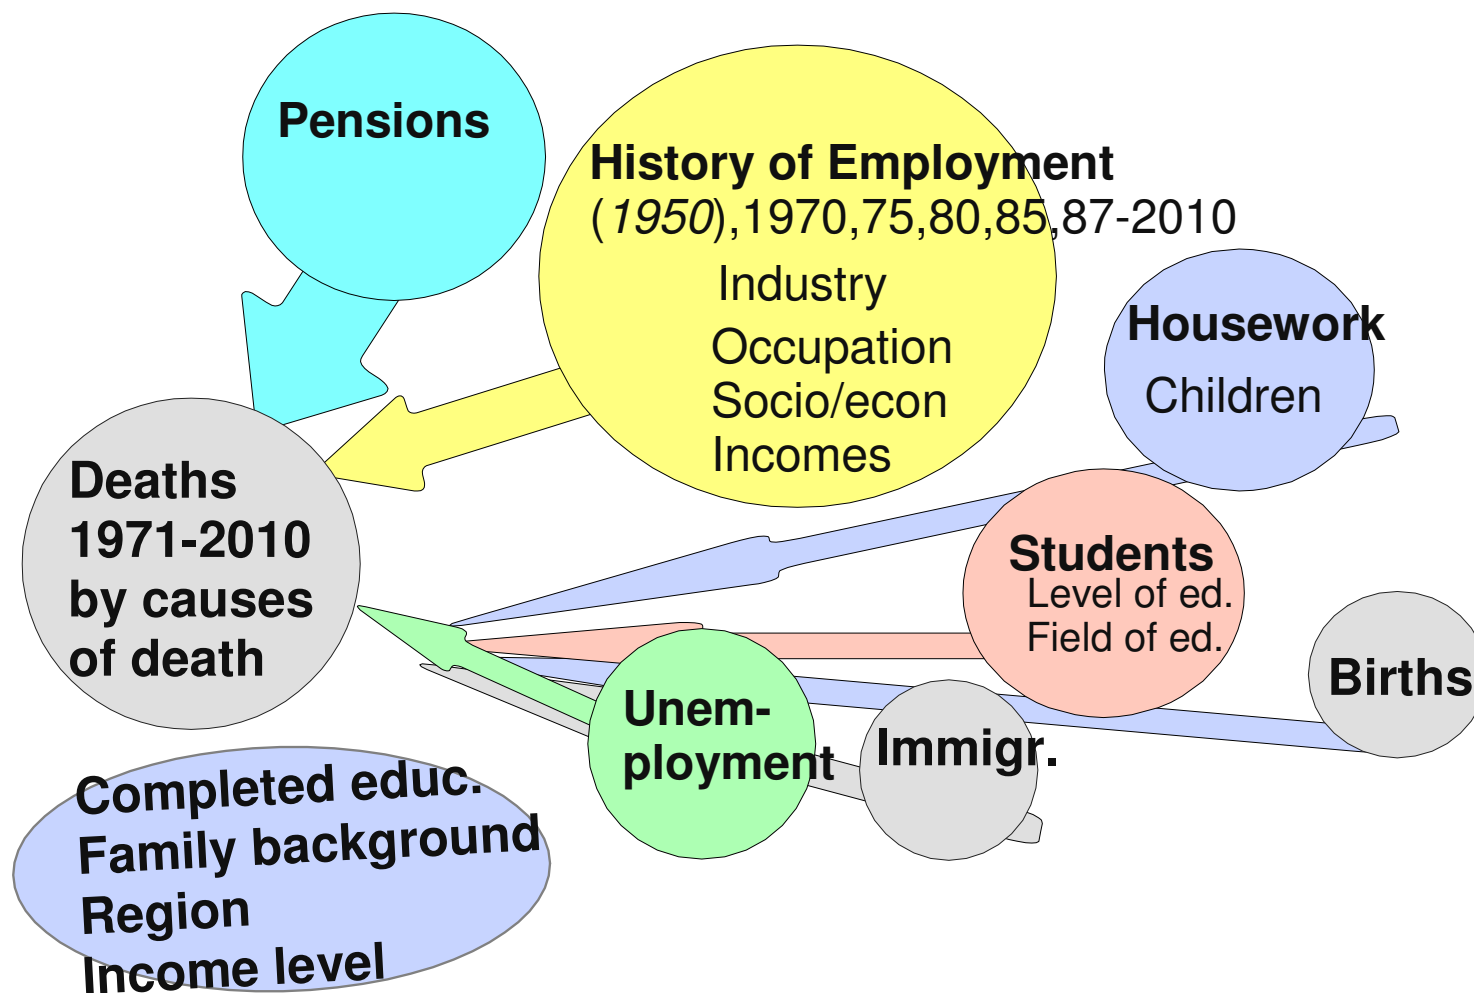 Pensions
History of Employment
(1950),1970,75,80,85,87-2010
Industry
Occupation
Socio/econ
Incomes
Housework
Children
Deaths
1971-2010
by causes
of death
Students
Level of ed.
Field of ed.
Births
Unem-
ployment
Immigr.
Completed educ.
Family background
Region
Income level